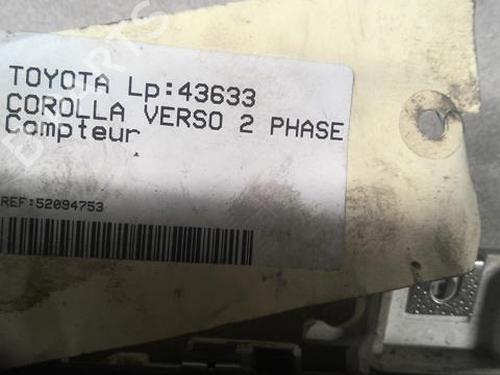 TOYOTA Lp:43633
COROLLA VERSO 2 PHASE
Compteur
REF:52094753